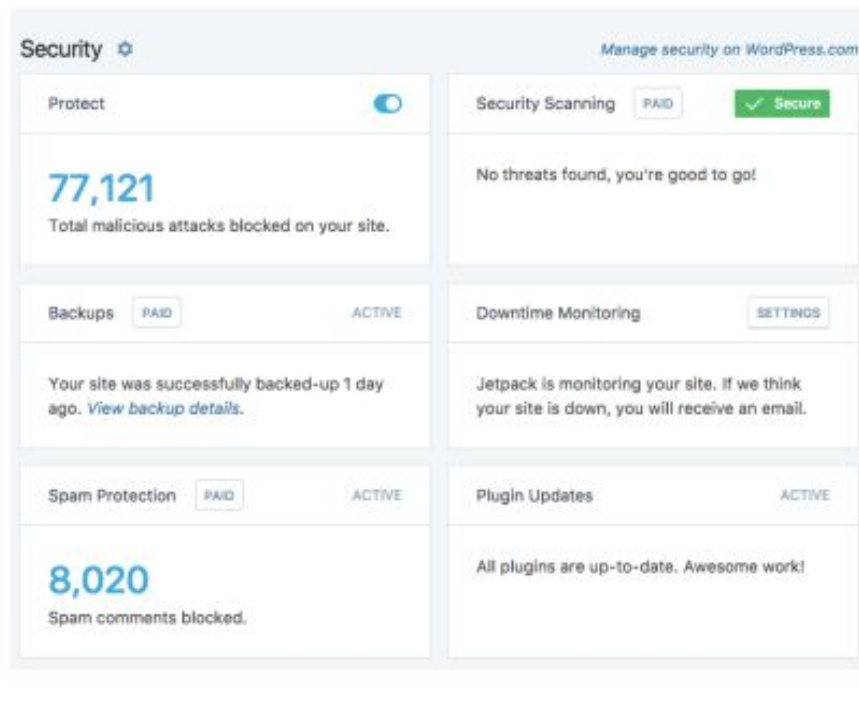 Security
Manage security on WordPress.com
Protect
77,121
Total malicious attacks blocked on your site.
Security Scanning PAID Secure
No threats found, you're good to go!
Backups PAID ACTIVE
Your site was successfully backed-up 1 day
ago. View backup details.
Downtime Monitoring SETTINGS
Jetpack is monitoring your site. If we think
your site is down, you will receive an email.
Spam Protection PAID ACTIVE
8,020
Spam comments blocked.
Plugin Updates ACTIVE
All plugins are up-to-date. Awesome work!